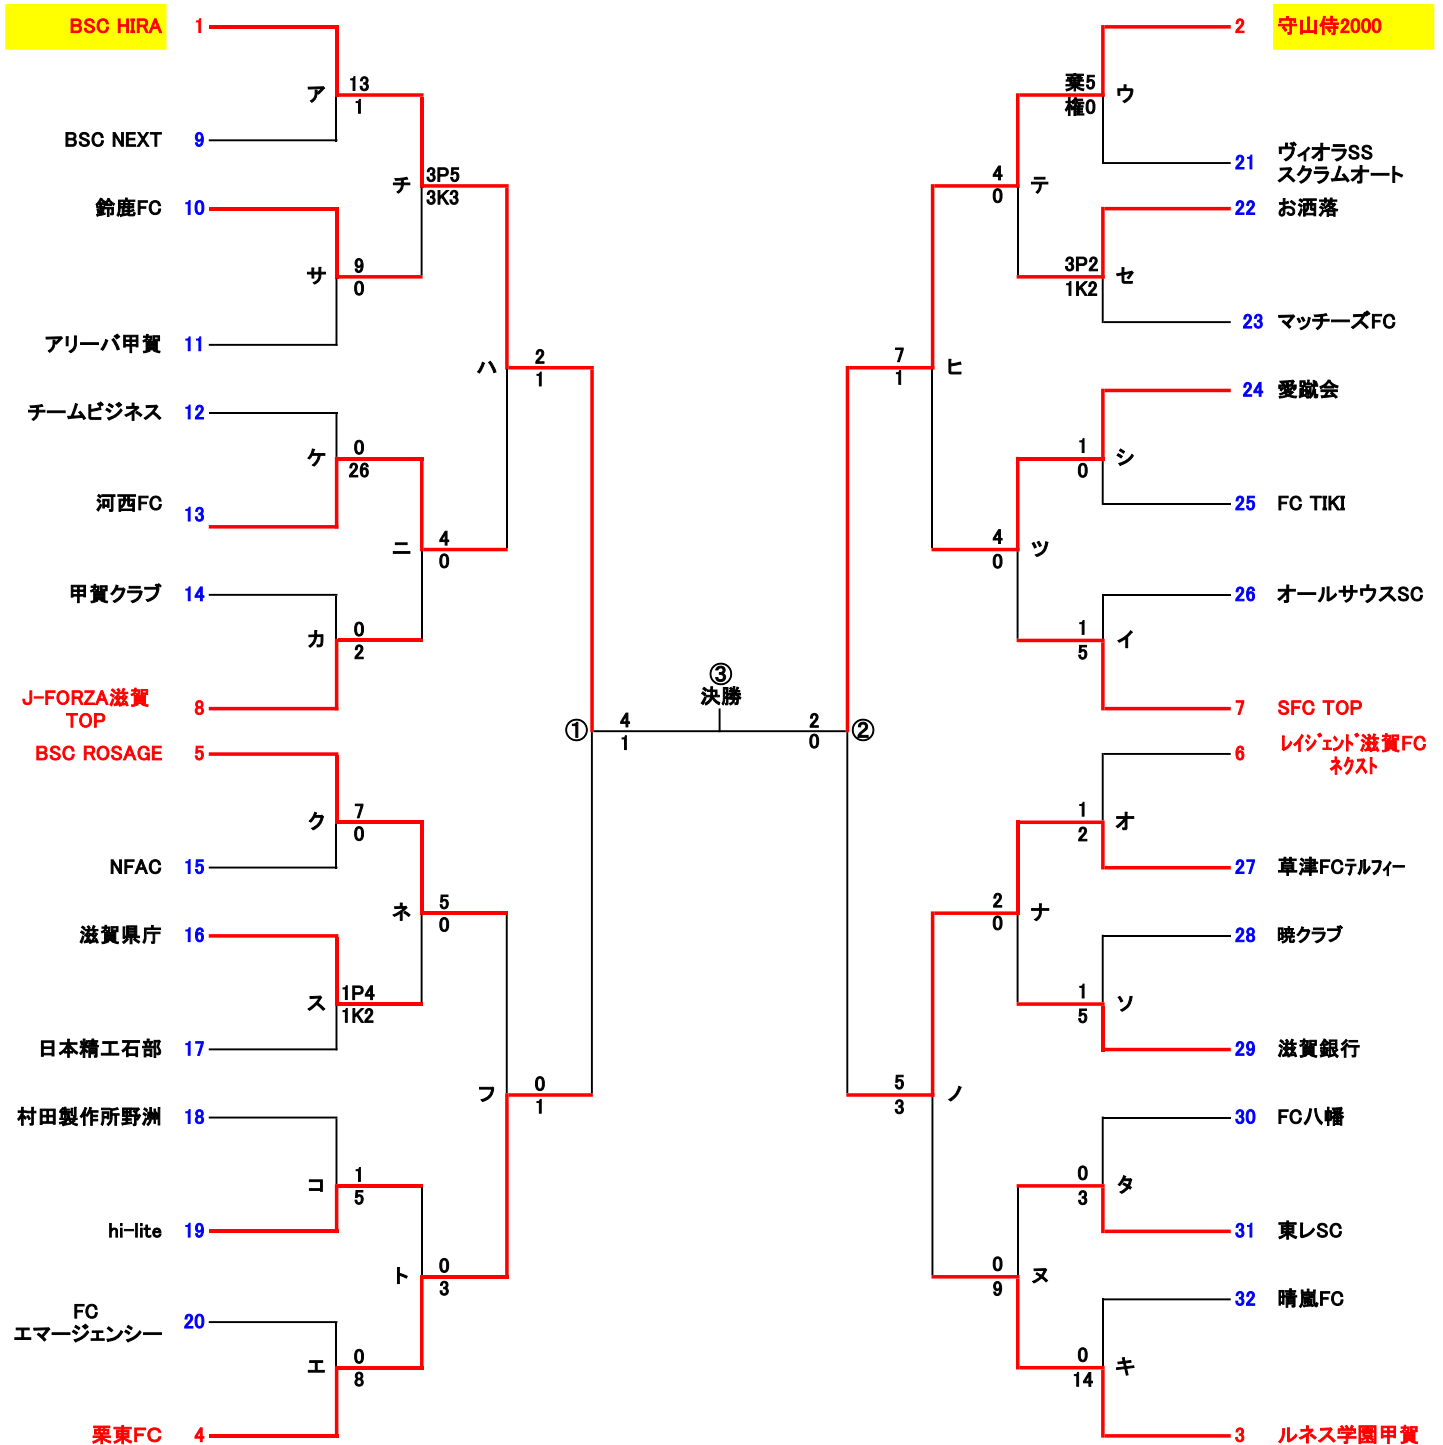 BSC HIRA 1
ア
13
1
BSC NEXT 9
チ
3P5
3K3
鈴鹿FC 10
サ
9
0
アリーバ甲賀 11
ハ
2
1
チームビジネス 12
ケ
0
26
河西FC 13
ニ
4
0
甲賀クラブ 14
カ
0
2
J-FORZA滋賀
TOP
8
①
4
1
BSC ROSAGE 5
ク
7
0
NFAC 15
ネ
5
0
滋賀県庁 16
ス
1P4
1K2
日本精工石部 17
フ
0
1
村田製作所野洲 18
コ
1
5
hi-lite 19
ト
0
3
FC
エマージェンシー
20
エ
0
8
栗東FC 4
③
決勝
2 守山侍2000
棄5
権0
ウ
21
ヴィオラSS
スクラムオート
4
0
テ
22 お洒落
3P2
1K2
セ
23 マッチーズFC
7
1
ヒ
24 愛蹴会
1
0
シ
25 FC TIKI
4
0
ツ
26 オールサウスSC
1
5
イ
7 SFC TOP
2
0
②
6
レイジェンド滋賀FC
ネクスト
1
2
オ
27 草津FCテルフィー
2
0
ナ
28 暁クラブ
1
5
ソ
29 滋賀銀行
5
3
ノ
30 FC八幡
0
3
タ
31 東レSC
0
9
ヌ
32 晴嵐FC
0
14
キ
3 ルネス学園甲賀